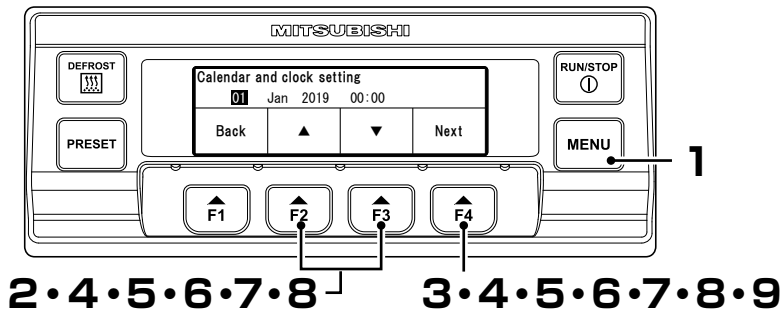 MITSUBISHI
DEFROST
PRESET
Calendar and clock setting
01 Jan 2019 00:00
Back ▲ ▼ Next
RUN/STOP
MENU
1
F1 F2 F3 F4
2・4・5・6・7・8
3・4・5・6・7・8・9